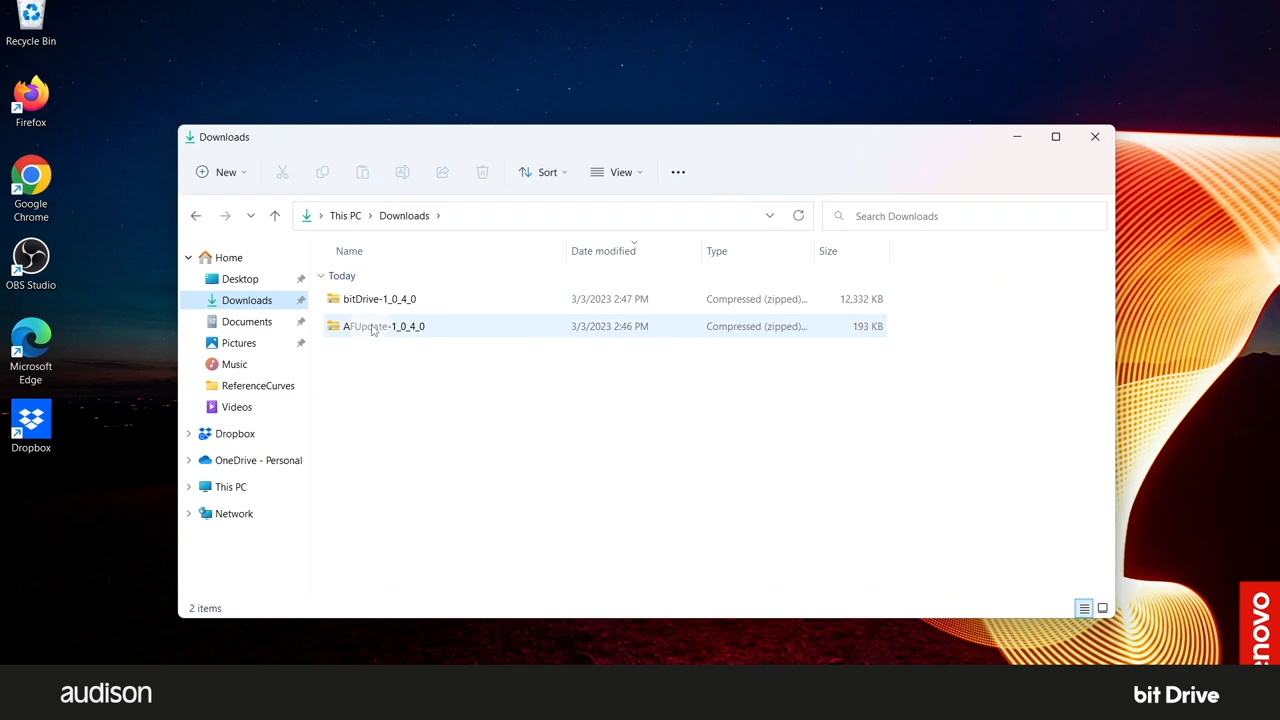 Recycle Bin
Firefox
Google
Chrome
OBS Studio
Microsoft
Edge
Dropbox
Downloads
New
Sort
View
This PC
Downloads
Search Downloads
Name
Date modified
Type
Size
Home
Desktop
Downloads
Documents
Pictures
Music
ReferenceCurves
Videos
Dropbox
OneDrive - Personal
This PC
Network
Today
bitDrive-1_0_4_0 3/3/2023 2:47 PM Compressed (zipped)... 12,332 KB
AFUpdate-1_0_4_0 3/3/2023 2:46 PM Compressed (zipped)... 193 KB
2 items
enovo
audison
bit Drive